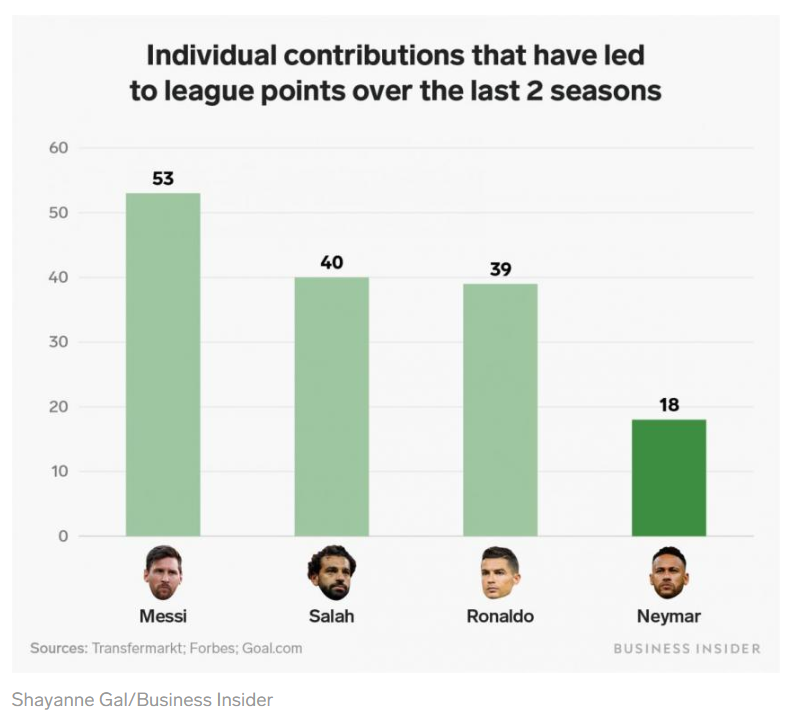 Individual contributions that have led
to league points over the last 2 seasons
60
50
40
30
20
10
0
53
40
39
18
Messi
Salah
Ronaldo
Neymar
Sources: Transfermarkt; Forbes; Goal.com
BUSINESS INSIDER
Shayanne Gal/Business Insider